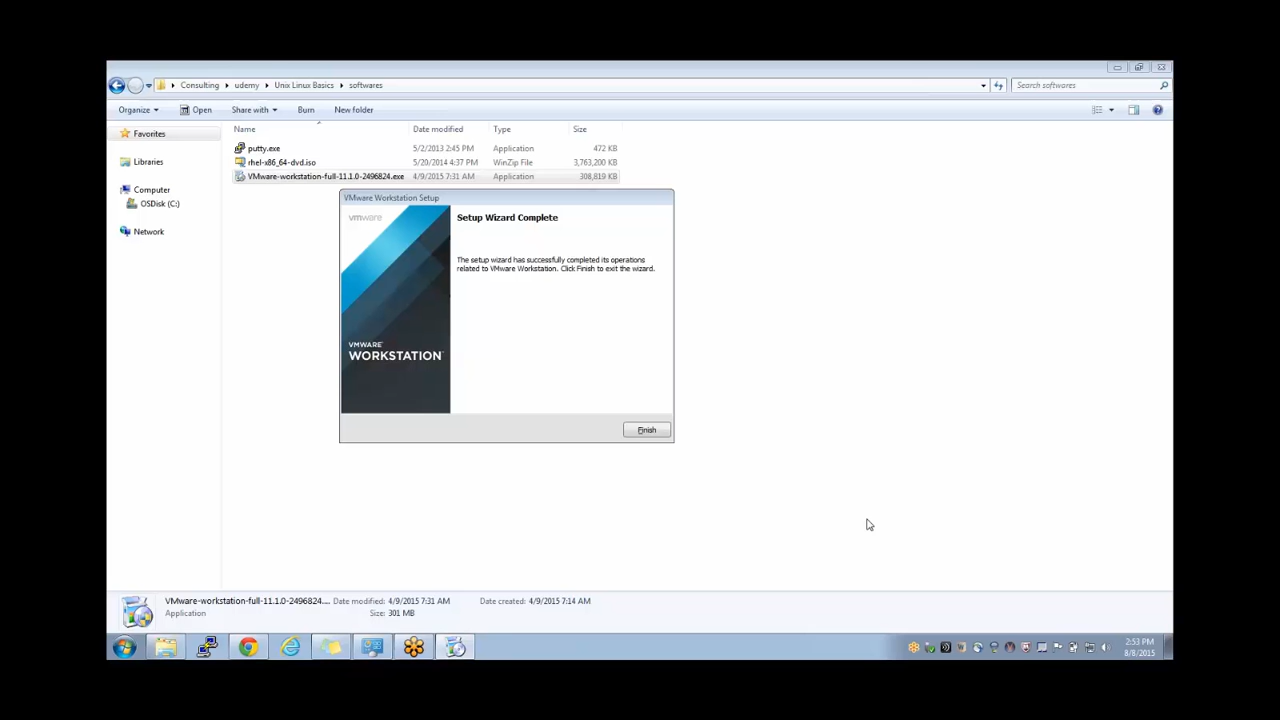 Consulting udemy Unix Linux Basics softwares
Search softwares
Organize Open Share with Burn New folder
Favorites
Libraries
Computer
OSDisk (C:)
Network
Name Date modified Type Size
putty.exe 5/2/2013 2:45 PM Application 472 KB
rhel-x86_64-dvd.iso 5/20/2014 4:37 PM WinZip File 3,763,200 KB
VMware-workstation-full-11.1.0-2496824.exe 4/9/2015 7:31 AM Application 308,819 KB
VMware Workstation Setup
vmware
Setup Wizard Complete
The setup wizard has successfully completed its operations
related to VMware Workstation. Click Finish to exit the wizard.
VMWARE
WORKSTATION™
Finish
VMware-workstation-full-11.1.0-2496824.... Date modified: 4/9/2015 7:31 AM Date created: 4/9/2015 7:14 AM
Application Size: 301 MB
2:53 PM
8/8/2015